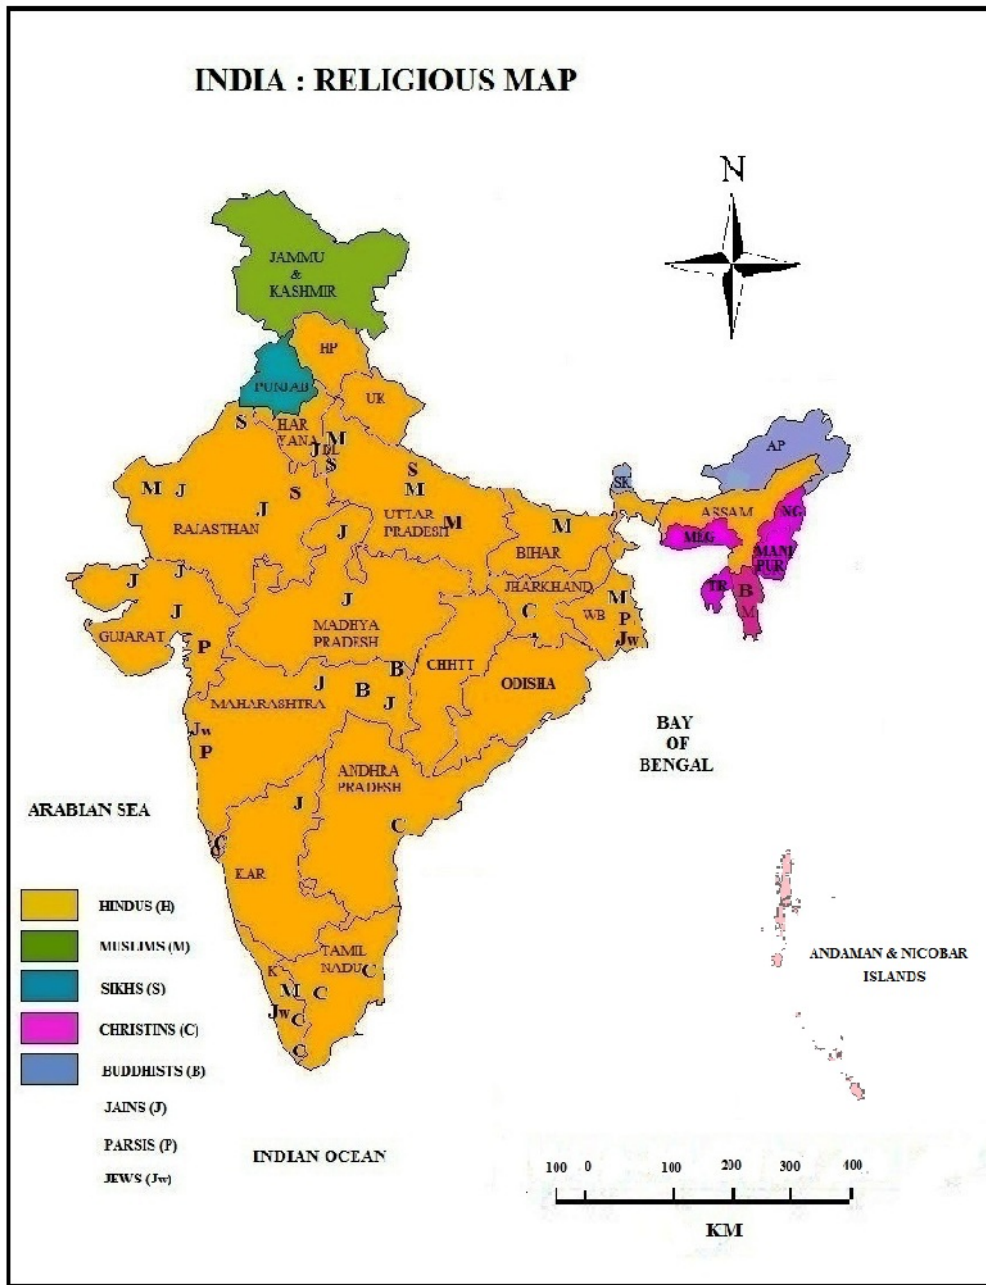 INDIA : RELIGIOUS MAP
N
JAMMU
&
KASHMIR
HP
PUNJAB
UK
S
HAR
YANA
M
DL
J
S
AP
SK
S
M
J
S
M
ASSAM
NG
J
J
UTTAR
PRADESH
M
M
RAJASTHAN
BIHAR
MEG
MANI
PUR
J
J
JHARKHAND
TR
B
M
J
J
C
M
WB
P
GUJARAT
MADHYA
PRADESH
Jw
P
B
CHHTT
ODISHA
J
B
J
MAHARASHTRA
Jw
P
BAY
OF
BENGAL
ANDHRA
PRADESH
ARABIAN SEA
J
C
C
G
KAR
HINDUS (H)
MUSLIMS (M)
SIKHS (S)
CHRISTINS (C)
BUDDHISTS (B)
JAINS (J)
PARSIS (P)
JEWS (Jw)
TAMIL
NADU
C
K
M
C
Jw
C
C
ANDAMAN & NICOBAR
ISLANDS
INDIAN OCEAN
100 0 100 200 300 400
KM